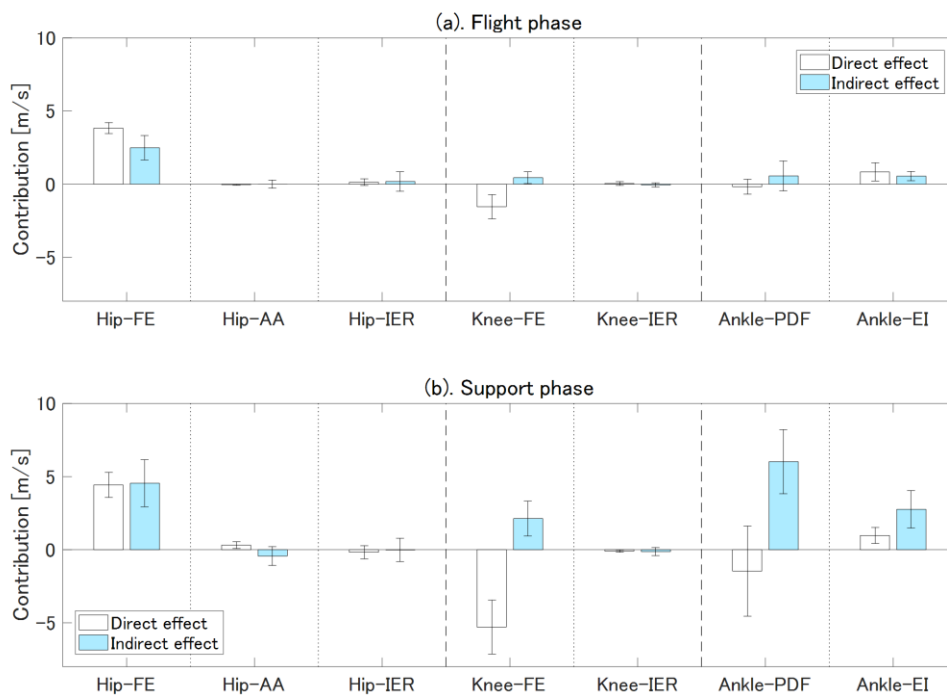 (a). Flight phase
10
5
0
-5
Contribution [m/s]
Direct effect
Indirect effect
Hip-FE Hip-AA Hip-IER Knee-FE Knee-IER Ankle-PDF Ankle-EI
(b). Support phase
10
5
0
-5
Contribution [m/s]
Direct effect
Indirect effect
Hip-FE Hip-AA Hip-IER Knee-FE Knee-IER Ankle-PDF Ankle-EI